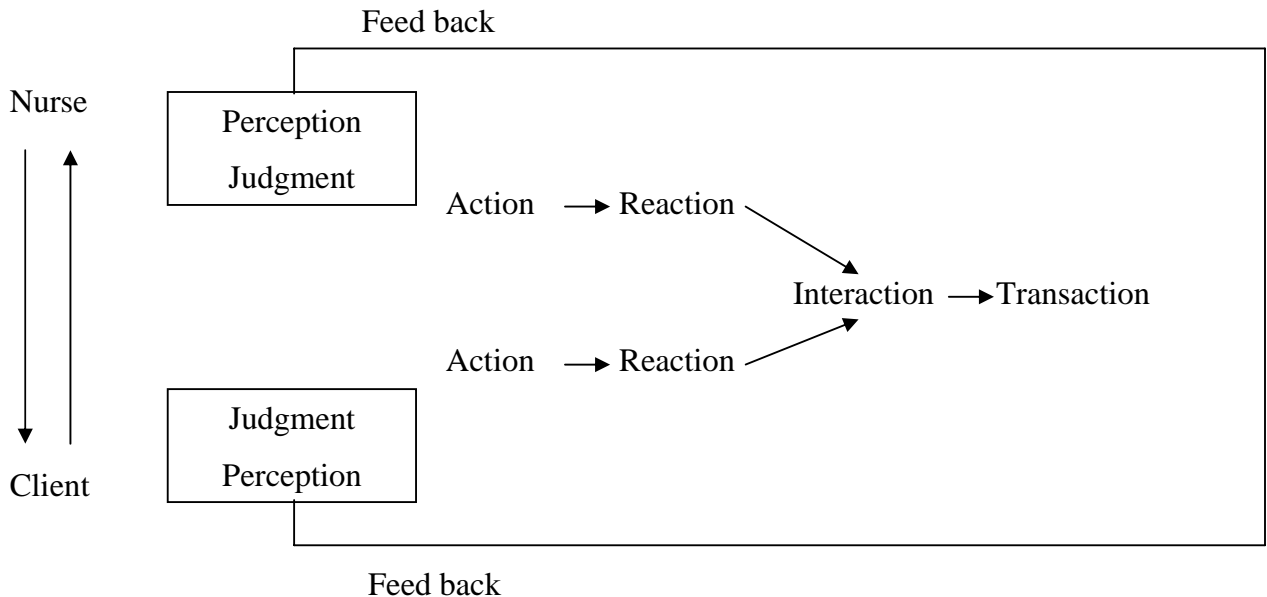 Feed back
Nurse
Perception
Judgment
Action Reaction
Interaction Transaction
Action Reaction
Judgment
Perception
Client
Feed back